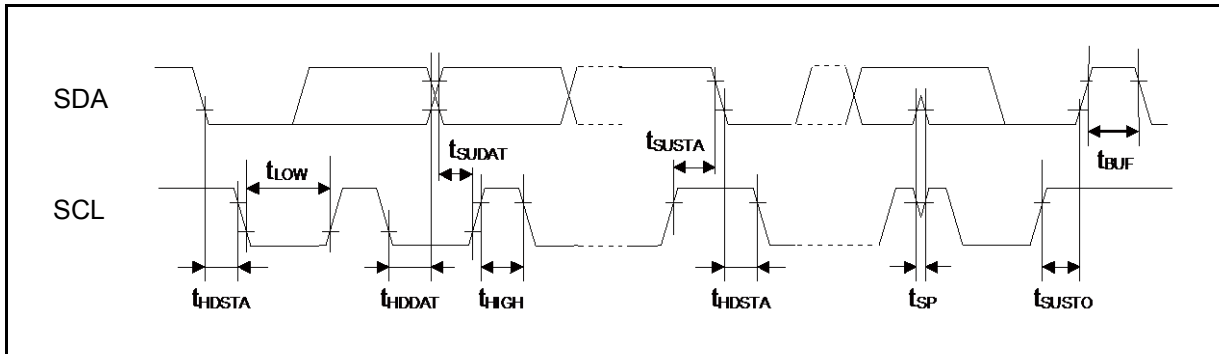 SDA
tSUDAT
tSUSTA
tBUF
tLOW
SCL
tHDSTA
tHDDAT
tHIGH
tHDSTA
tSP
tSUSTO